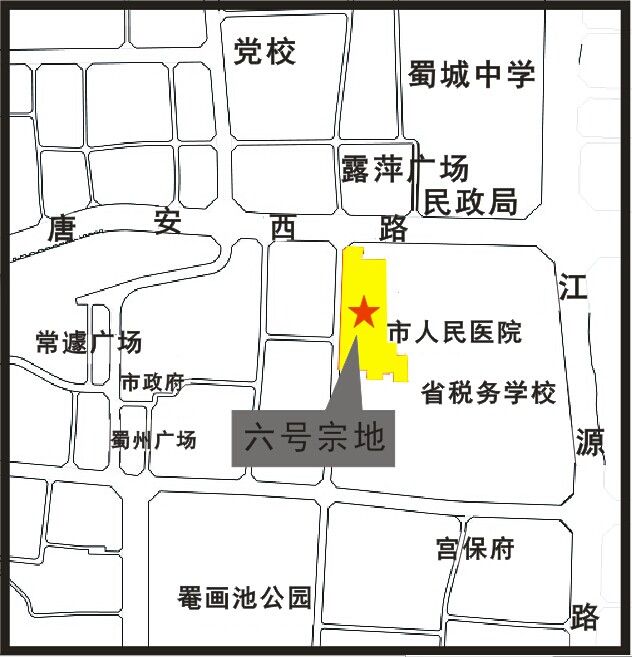 党校
蜀城中学
露萍广场
民政局
唐安西路
江源路
市人民医院
常遽广场
市政府
省税务学校
蜀州广场
六号宗地
宫保府
罨画池公园